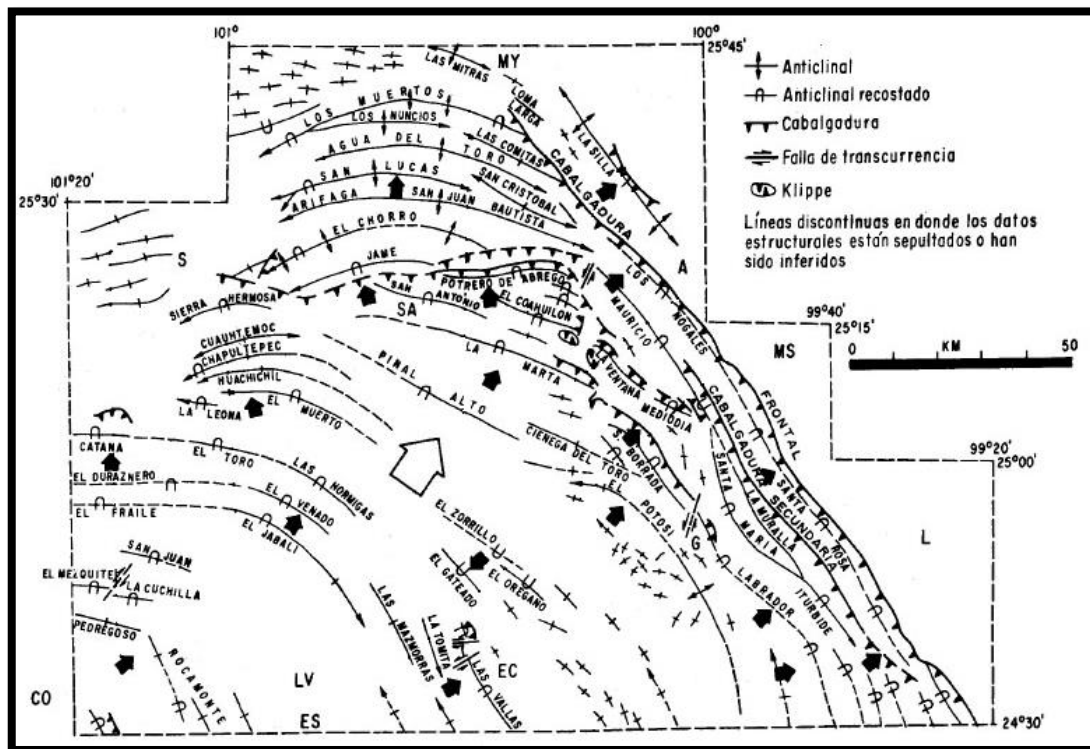 101°
100°
25°45'
LAS MITRAS
MY
LOMA LARGA
LOS MUERTOS
LOS NUNCIOS
AGUA DEL TORO
LAS COMITAS
LA SILLA
CABALGADURA
SAN LUCAS
SAN CRISTOBAL
ARIFAGA
SAN JUAN BAUTISTA
101°20'
25°30'
EL CHORRO
JAME
S
A
POTRERO DE ABREGO
SAN ANTONIO
EL COAHUILON
SA
SIERRA HERMOSA
LOS NOGALES
MAURICIO
99°40'
25°15'
MS
CUAUHTEMOC
CHAPULTEPEC
HUACHICHIL
LA LEONA
EL MUERTO
PINAL ALTO
LA MARTA
LA VENTANA
MEDIODIA
CABALGADURA SECUNDARIA
FRONTAL
99°20'
25°00'
CATANA
EL TORO
LAS HORMIGAS
CIENEGA DEL TORO
S. BORRADA
SANTA MARIA
LA MURALLA
SANTA ROSA
EL DURAZNERO
EL VENADO
EL FRAILE
EL JABALI
EL ZORRILLO
EL POTOSI
G
L
SAN JUAN
EL MEZQUITE
LA CUCHILLA
EL GATEADO
EL OREGANO
LABRADOR
ITURBIDE
PEDREGOSO
ROCAMONTE
LAS MAZMORRAS
LA TOMITA
LAS VALLAS
EC
LV
CO
ES
24°30'
Anticlinal
Anticlinal recostado
Cabalgadura
Falla de transcurrencia
Klippe
Líneas discontinuas en donde los datos
estructurales están sepultados o han
sido inferidos
0 KM 50